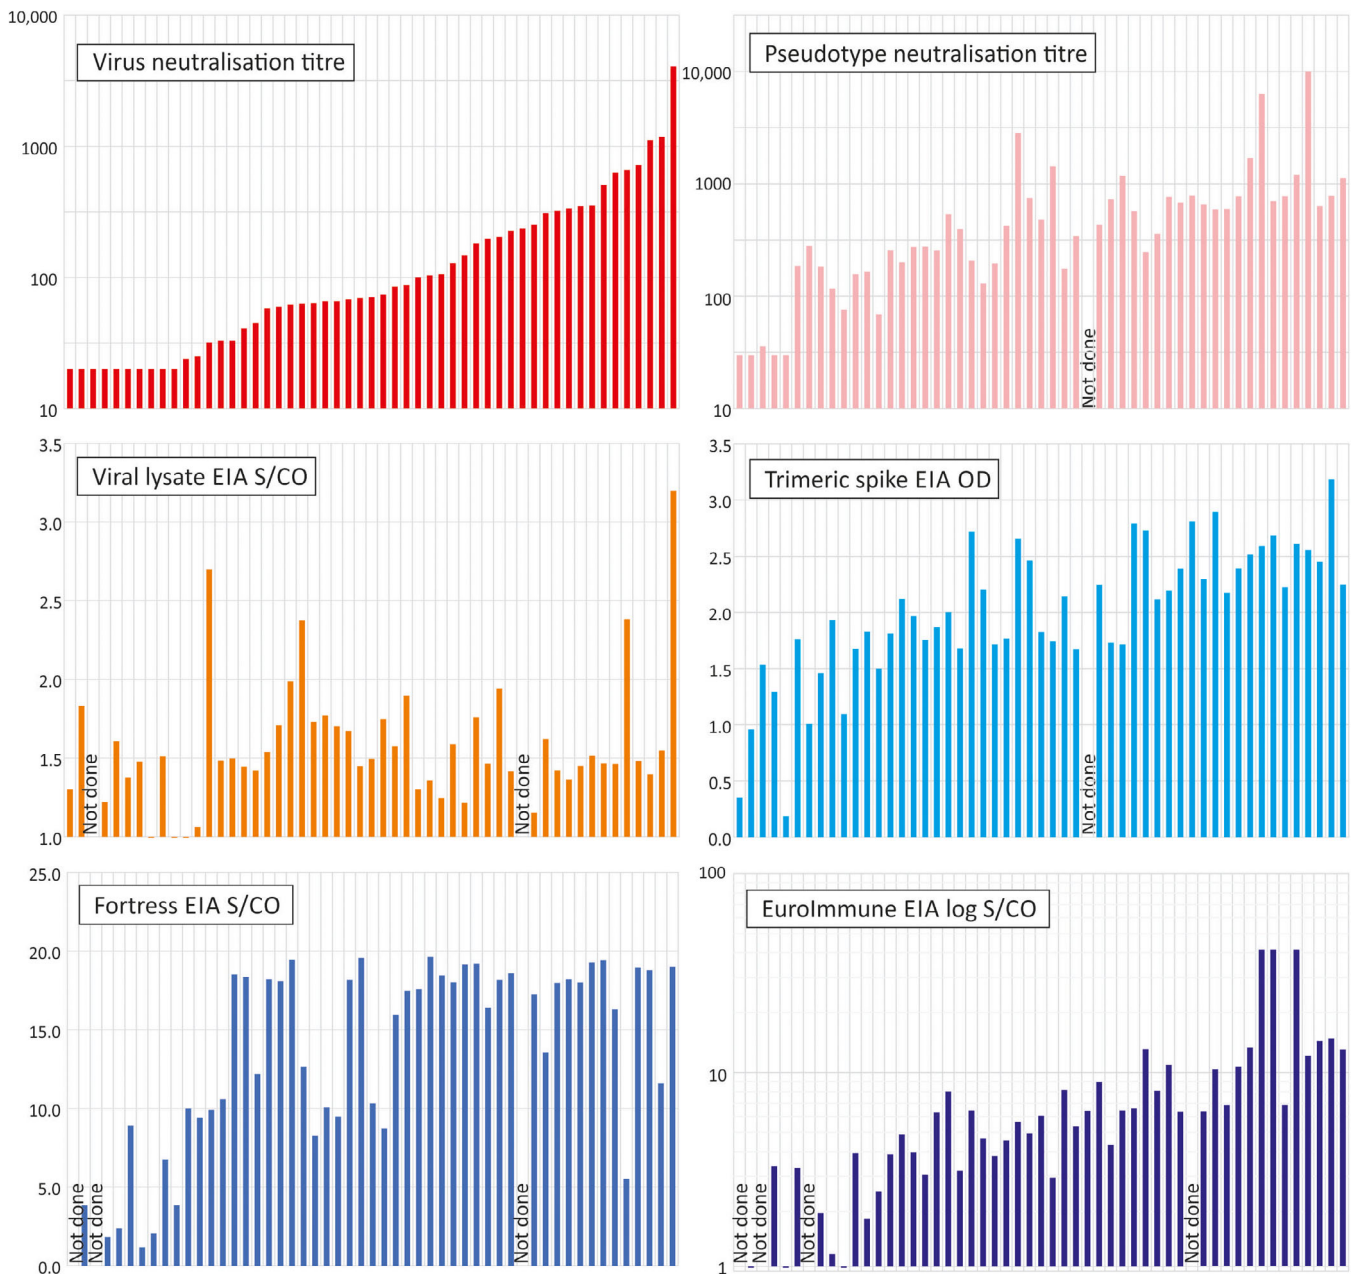 Virus neutralisation titre
10,000
1000
100
10
Pseudotype neutralisation titre
10,000
1000
100
10
Not done
Viral lysate EIA S/CO
3.5
3.0
2.5
2.0
1.5
1.0
Not done
Not done
Trimeric spike EIA OD
3.5
3.0
2.5
2.0
1.5
1.0
0.5
0.0
Not done
Fortress EIA S/CO
25.0
20.0
15.0
10.0
5.0
0.0
Not done
Not done
Not done
EuroImmune EIA log S/CO
100
10
1
Not done
Not done
Not done
Not done